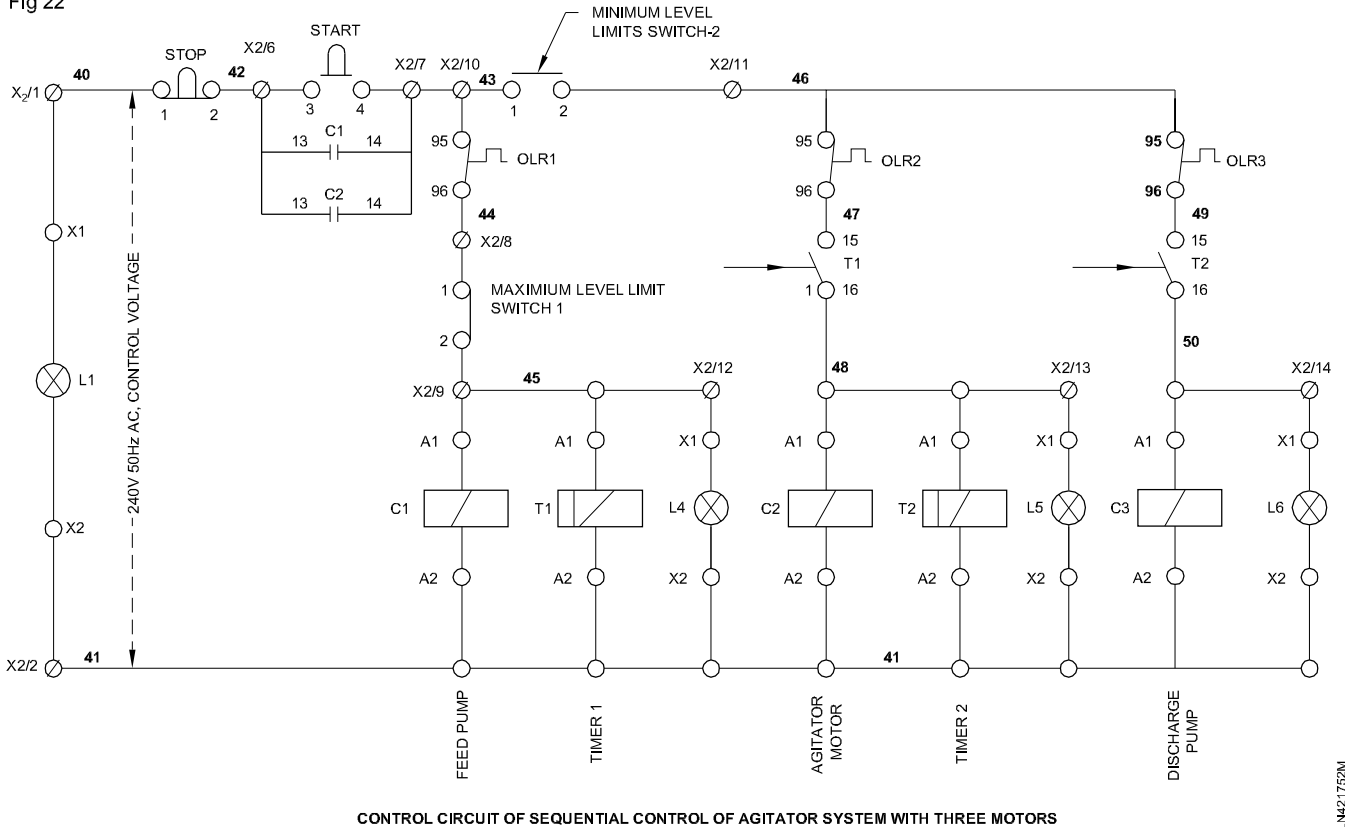 Fig 22
MINIMUM LEVEL
LIMITS SWITCH-2
START
STOP
X2/6
X2/7
X2/10
X2/11
40
42
43
46
X2/1
1
2
3
4
1
2
13
C1
14
13
C2
14
95
OLR1
96
95
OLR2
96
95
OLR3
96
44
47
49
X2/8
15
T1
1
16
15
T2
16
X1
1
MAXIMIUM LEVEL LIMIT
SWITCH 1
2
240V 50Hz AC, CONTROL VOLTAGE
50
L1
X2/9
45
X2/12
48
X2/13
X2/14
A1
A1
X1
A1
A1
X1
A1
X1
C1
T1
L4
C2
T2
L5
C3
L6
X2
A2
A2
X2
A2
A2
X2
A2
X2
X2/2
41
41
FEED PUMP
TIMER 1
AGITATOR
MOTOR
TIMER 2
DISCHARGE
PUMP
CONTROL CIRCUIT OF SEQUENTIAL CONTROL OF AGITATOR SYSTEM WITH THREE MOTORS